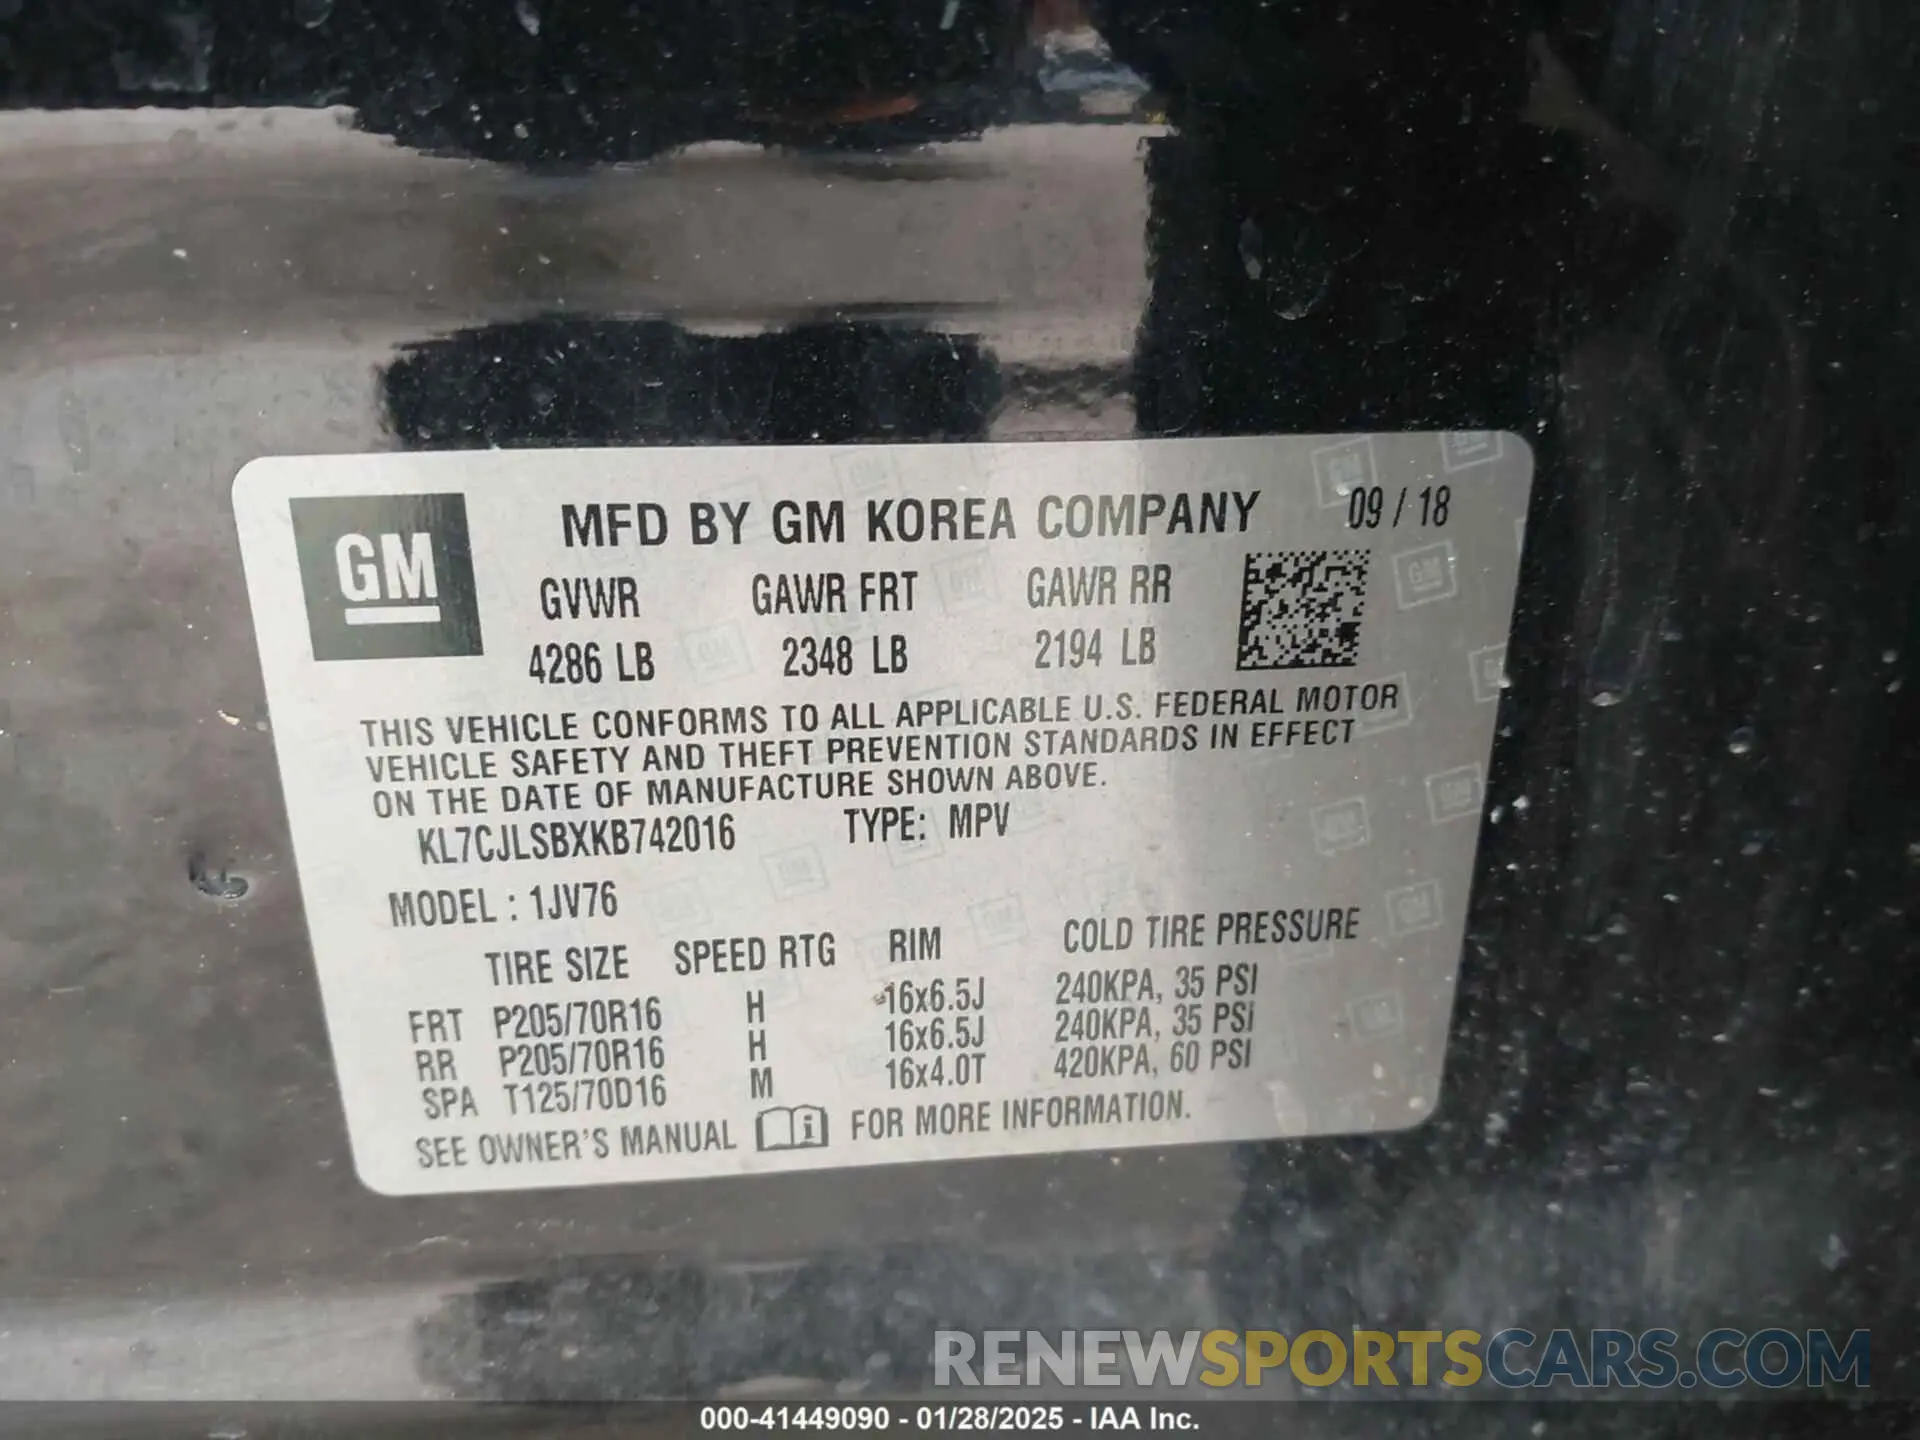 GM
MFD BY GM KOREA COMPANY 09 / 18
GVWR GAWR FRT GAWR RR
4286 LB 2348 LB 2194 LB
THIS VEHICLE CONFORMS TO ALL APPLICABLE U.S. FEDERAL MOTOR
VEHICLE SAFETY AND THEFT PREVENTION STANDARDS IN EFFECT
ON THE DATE OF MANUFACTURE SHOWN ABOVE.
KL7CJLSBXKB742016 TYPE: MPV
MODEL : 1JV76
TIRE SIZE SPEED RTG RIM COLD TIRE PRESSURE
FRT P205/70R16 H 16x6.5J 240KPA, 35 PSI
RR P205/70R16 H 16x6.5J 240KPA, 35 PSI
SPA T125/70D16 M 16x4.0T 420KPA, 60 PSI
SEE OWNER'S MANUAL i FOR MORE INFORMATION.
RENEWSPORTSCARS.COM
000-41449090 - 01/28/2025 - IAA Inc.